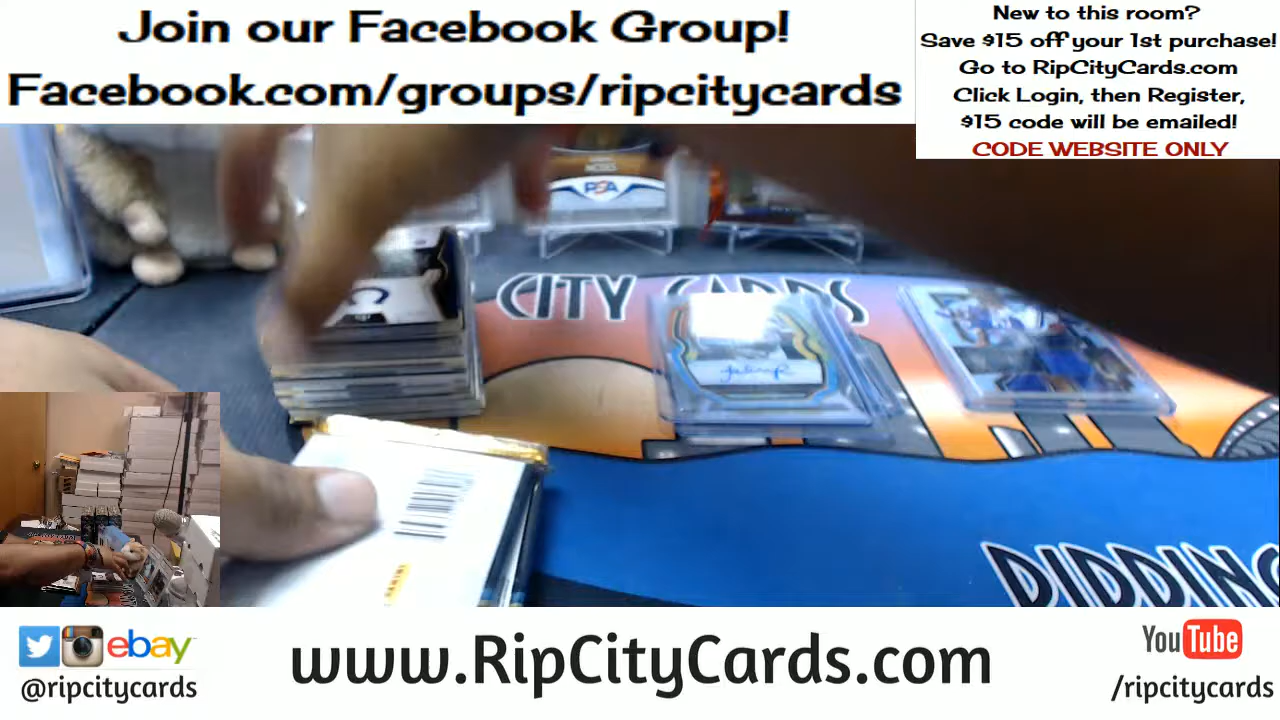 Join our Facebook Group!
Facebook.com/groups/ripcitycards
New to this room?
Save $15 off your 1st purchase!
Go to RipCityCards.com
Click Login, then Register,
$15 code will be emailed!
CODE WEBSITE ONLY
PSA
CITY CARDS
PANINI
ebay
@ripcitycards
www.RipCityCards.com
YouTube
/ripcitycards